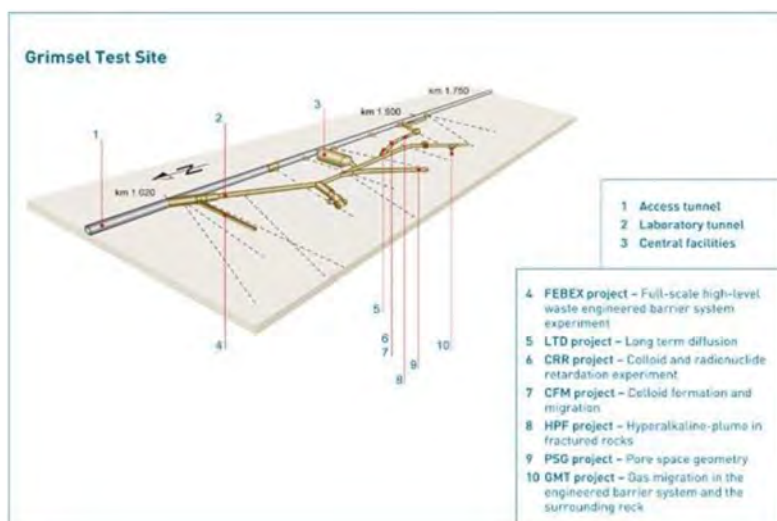 Grimsel Test Site
km 1.750
km 1.500
3
2
1
N
km 1.020
5
6
7
8
9
10
4
1 Access tunnel
2 Laboratory tunnel
3 Central facilities
4 FEBEX project – Full-scale high-level
waste engineered barrier system
experiment
5 LTD project – Long term diffusion
6 CRR project – Colloid and radionuclide
retardation experiment
7 CFM project – Colloid formation and
migration
8 HPF project – Hyperalkaline-plume in
fractured rocks
9 PSG project – Pore space geometry
10 GMT project – Gas migration in the
engineered barrier system and the
surrounding rock